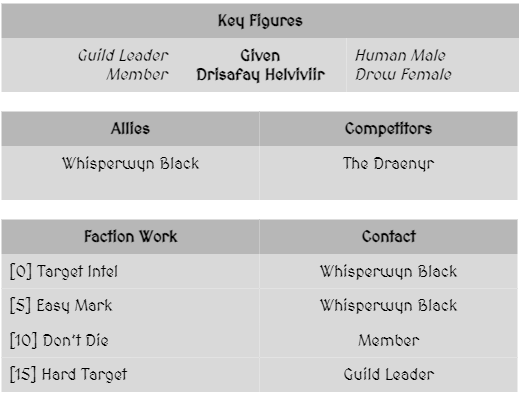 Key Figures
Guild Leader Given Human Male
Member Drisafay Helviviir Drow Female
Allies Competitors
Whisperwyn Black The Draenyr
Faction Work Contact
[0] Target Intel Whisperwyn Black
[5] Easy Mark Whisperwyn Black
[10] Don't Die Member
[15] Hard Target Guild Leader